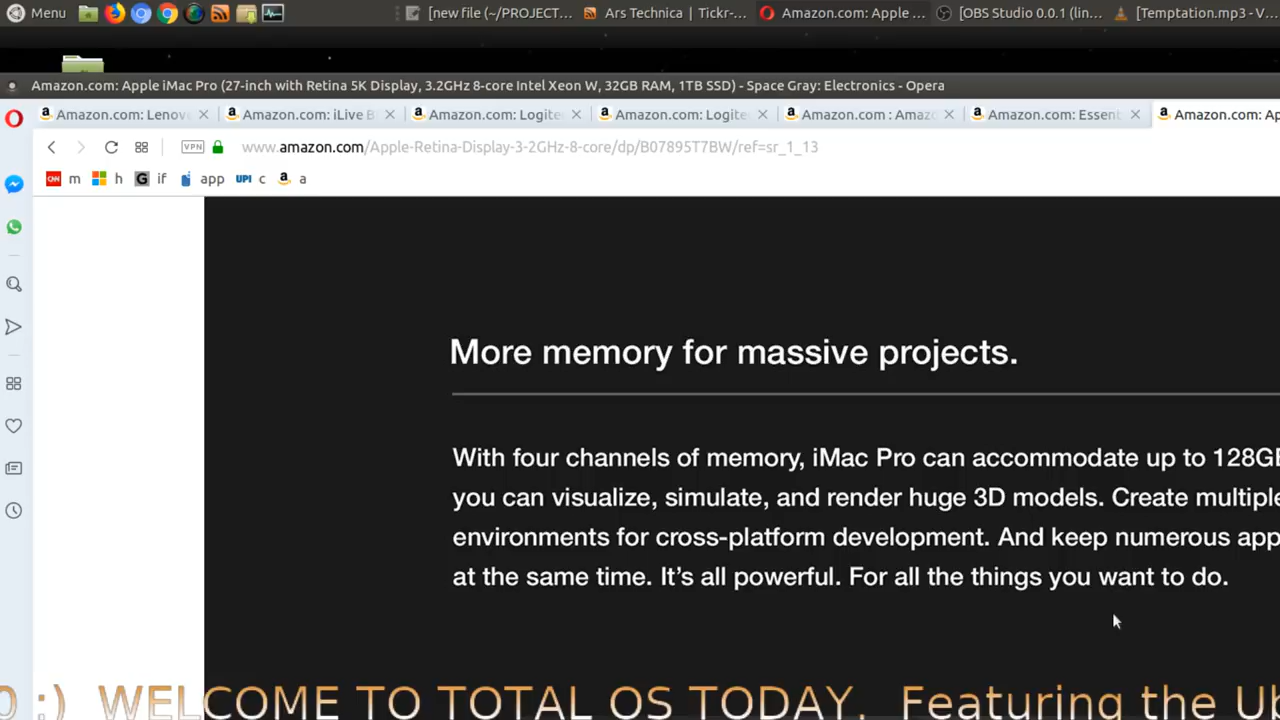 Menu [new file (~/PROJECT... Ars Technica | Tickr-... Amazon.com: Apple ... [OBS Studio 0.0.1 (lin... [Temptation.mp3 - V...
Amazon.com: Apple iMac Pro (27-inch with Retina 5K Display, 3.2GHz 8-core Intel Xeon W, 32GB RAM, 1TB SSD) - Space Gray: Electronics - Opera
Amazon.com: Lenov Amazon.com: iLive B Amazon.com: Logite Amazon.com: Logite Amazon.com : Amaz Amazon.com: Essent Amazon.com: Ap
VPN www.amazon.com/Apple-Retina-Display-3-2GHz-8-core/dp/B07895T7BW/ref=sr_1_13
CNN m h G if app UPI c a a
More memory for massive projects.
With four channels of memory, iMac Pro can accommodate up to 128GB
you can visualize, simulate, and render huge 3D models. Create multiple
environments for cross-platform development. And keep numerous app
at the same time. It's all powerful. For all the things you want to do.
0 :) WELCOME TO TOTAL OS TODAY. Featuring the Ub